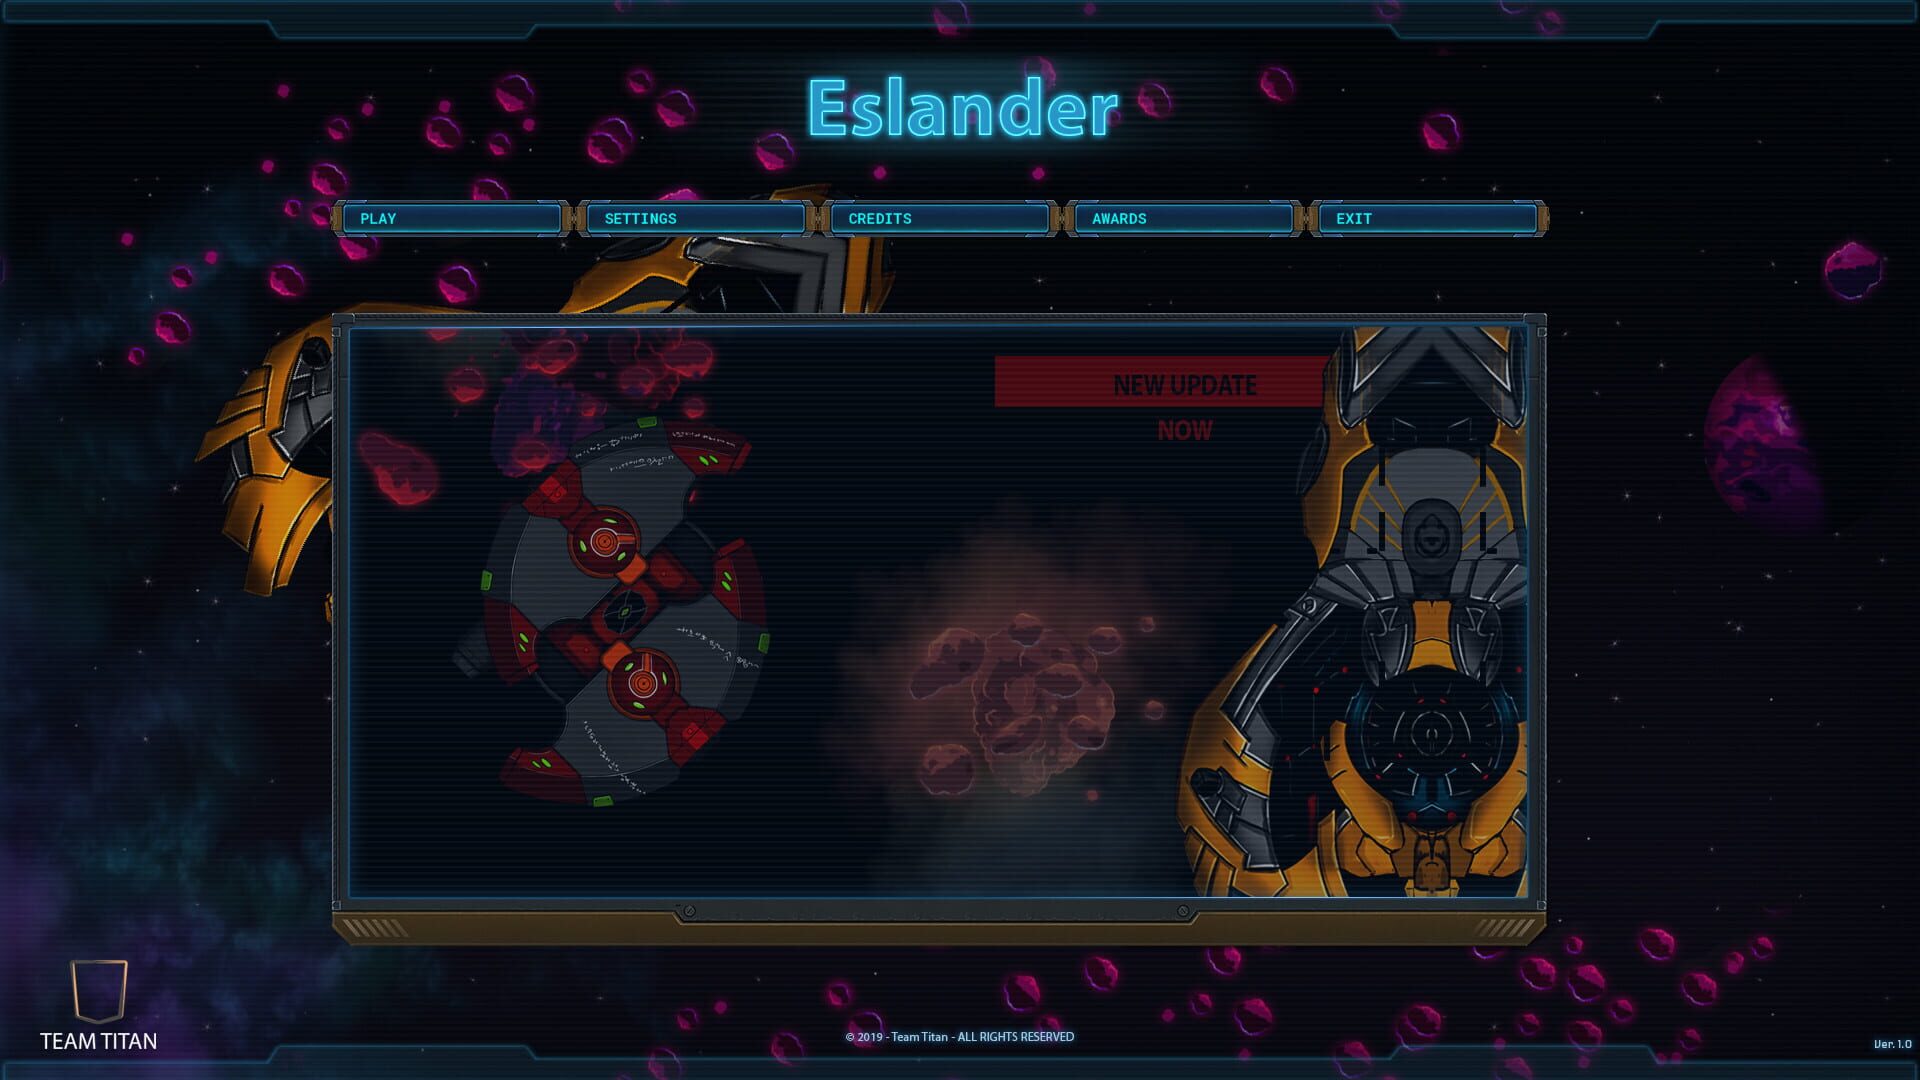 Eslander
PLAY
SETTINGS
CREDITS
AWARDS
EXIT
NEW UPDATE
NOW
TEAM TITAN
© 2019 - Team Titan - ALL RIGHTS RESERVED
Ver. 1.0